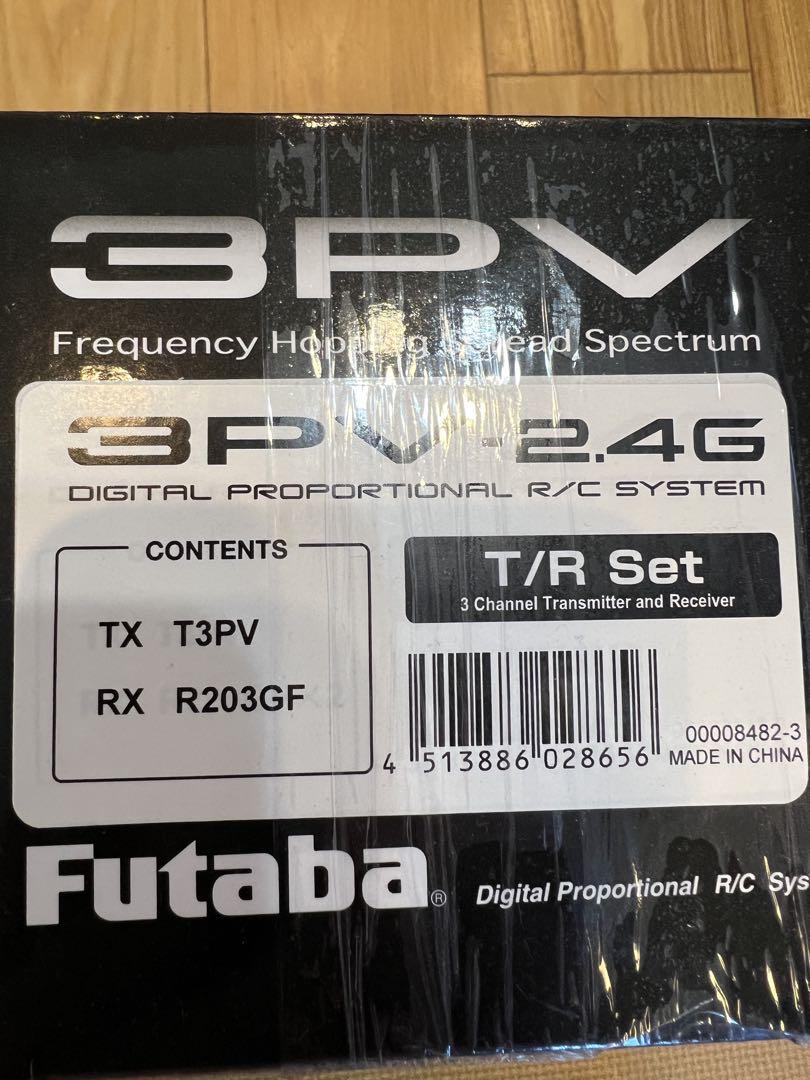 3PV
Frequency Hopping Spread Spectrum
3PV-2.4G
DIGITAL PROPORTIONAL R/C SYSTEM
CONTENTS
TX T3PV
RX R203GF
T/R Set
3 Channel Transmitter and Receiver
4 513886 028656
00008482-3
MADE IN CHINA
Futaba®
Digital Proportional R/C Sys